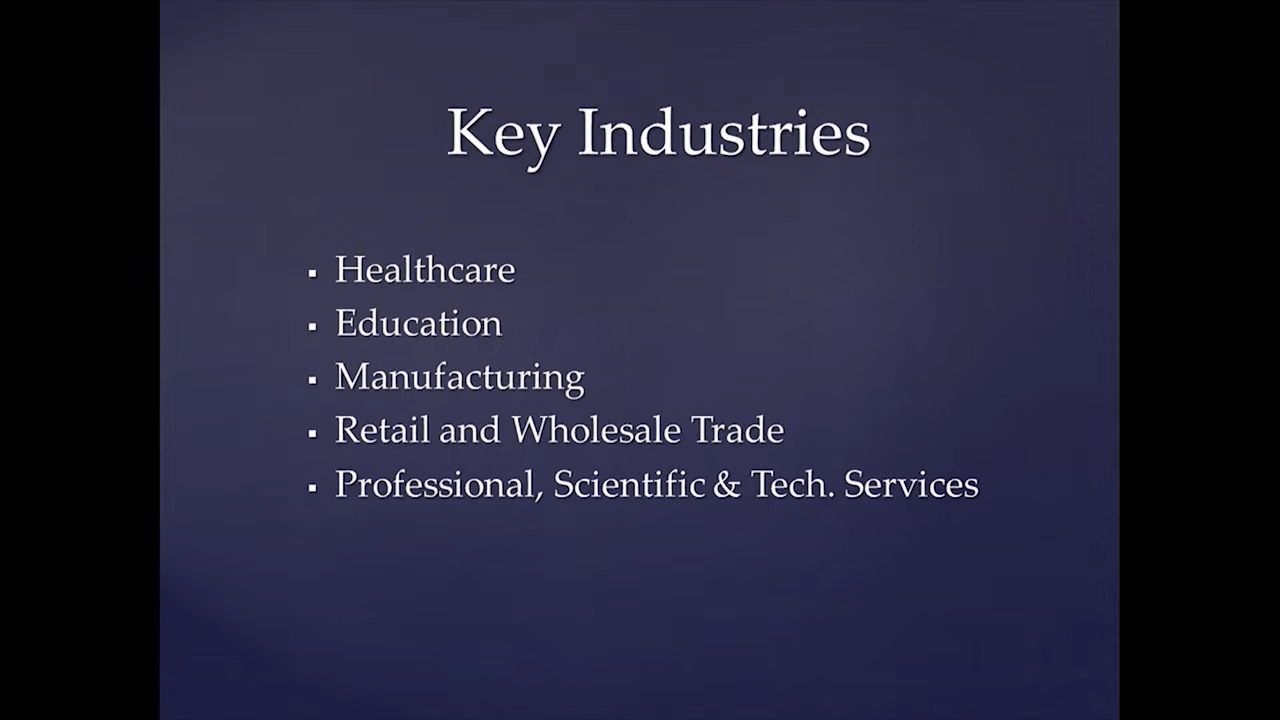 Key Industries
▪ Healthcare
▪ Education
▪ Manufacturing
▪ Retail and Wholesale Trade
▪ Professional, Scientific & Tech. Services